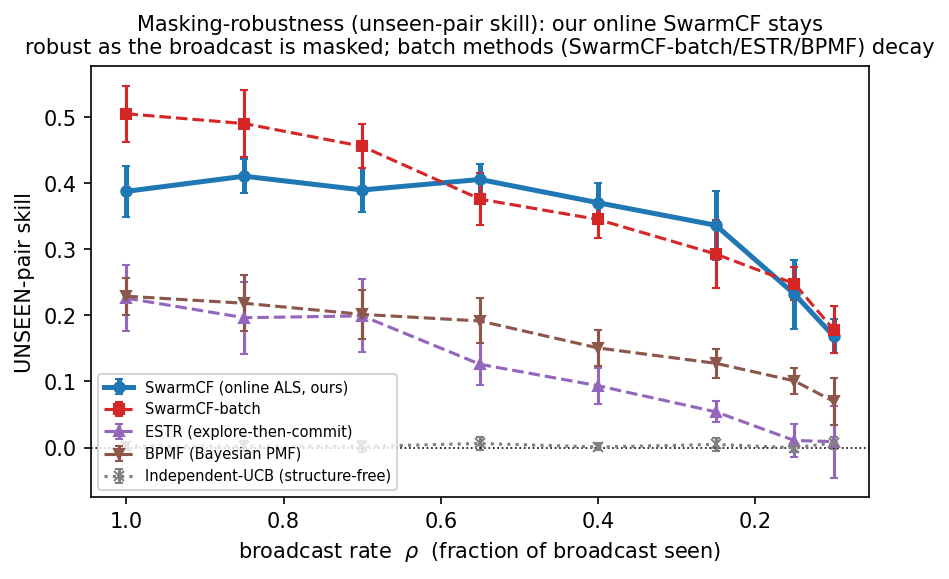 Masking-robustness (unseen-pair skill): our online SwarmCF stays
robust as the broadcast is masked; batch methods (SwarmCF-batch/ESTR/BPMF) decay
UNSEEN-pair skill
0.5
0.4
0.3
0.2
0.1
0.0
SwarmCF (online ALS, ours)
SwarmCF-batch
ESTR (explore-then-commit)
BPMF (Bayesian PMF)
Independent-UCB (structure-free)
1.0 0.8 0.6 0.4 0.2
broadcast rate ρ (fraction of broadcast seen)